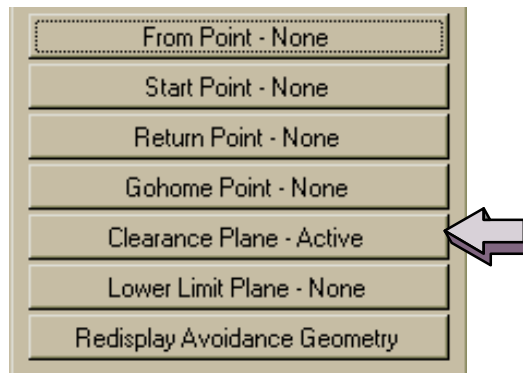 From Point - None
Start Point - None
Return Point - None
Gohome Point - None
Clearance Plane - Active
Lower Limit Plane - None
Redisplay Avoidance Geometry